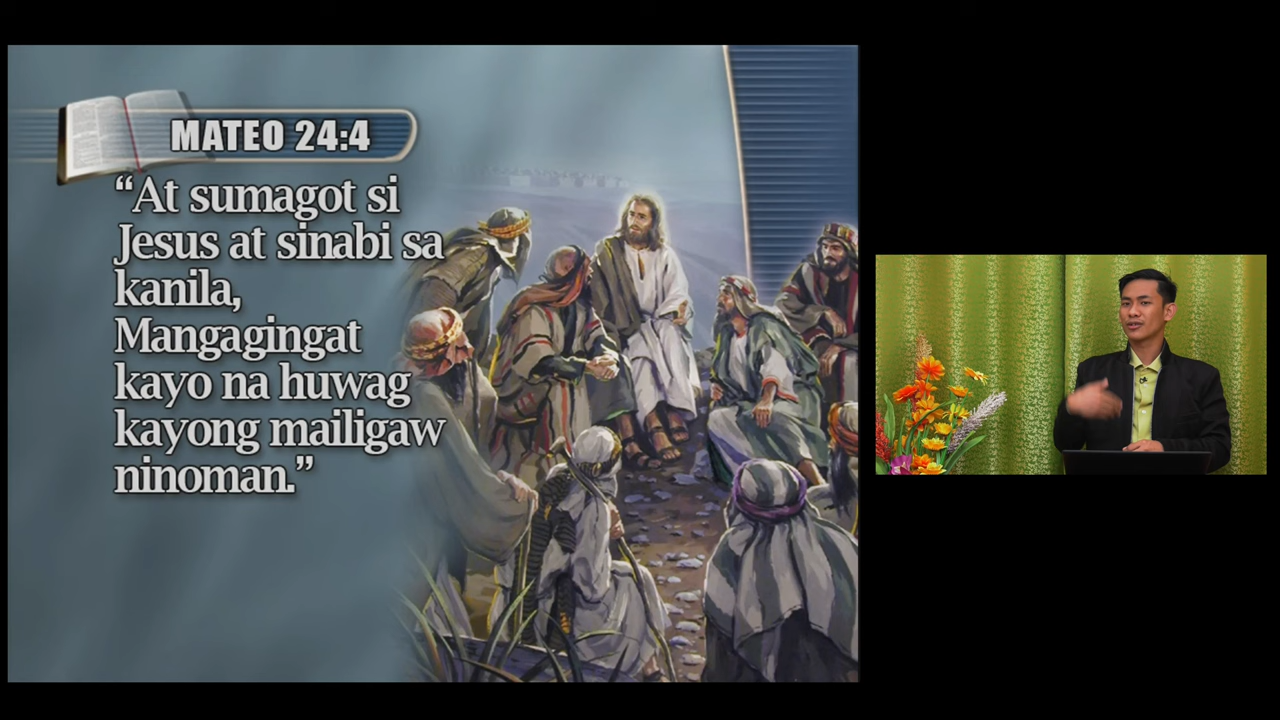 MATEO 24:4
“At sumagot si
Jesus at sinabi sa
kanila,
Mangagingat
kayo na huwag
kayong mailigaw
ninoman.”